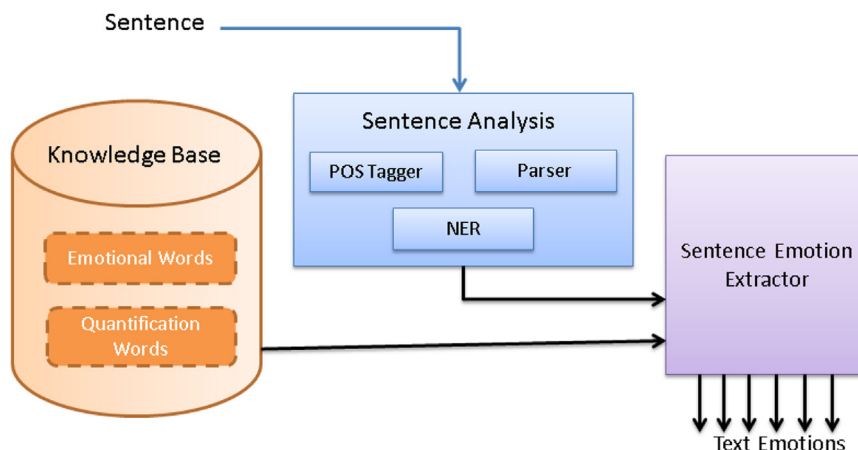 Sentence
Sentence Analysis
POS Tagger
Parser
NER
Knowledge Base
Emotional Words
Quantification
Words
Sentence Emotion
Extractor
Text Emotions